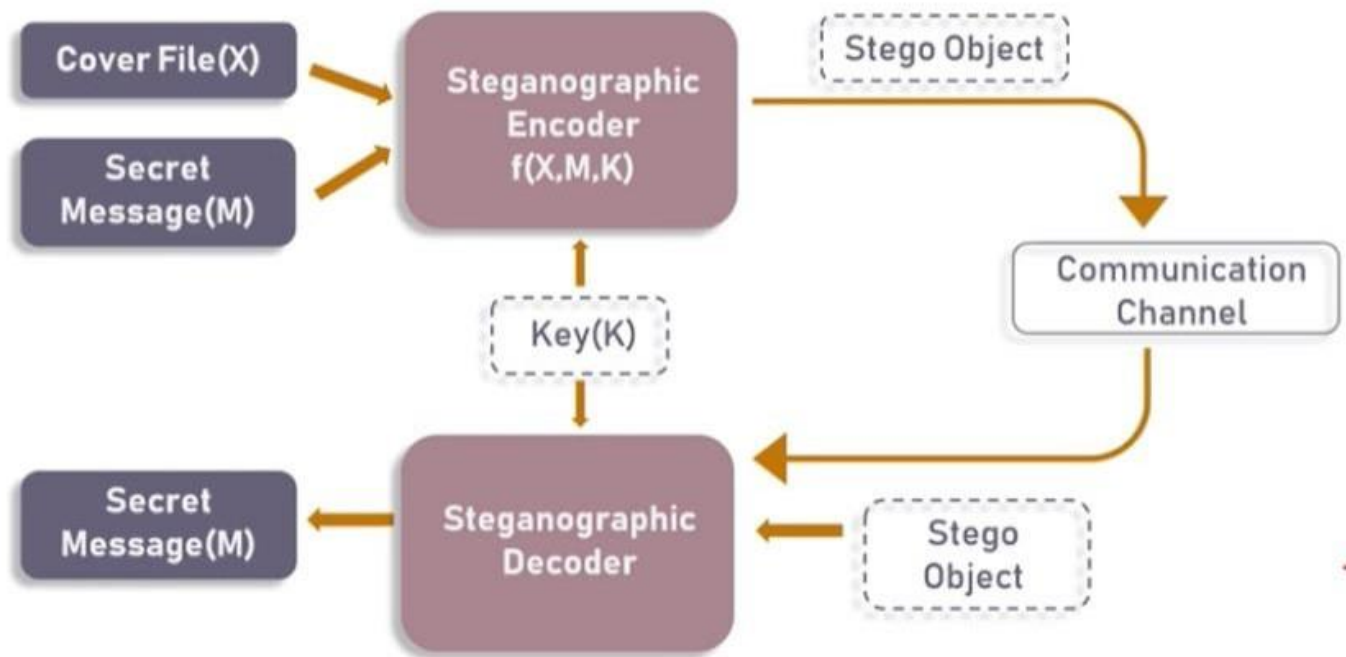 Cover File(X)
Secret
Message(M)
Steganographic
Encoder
f(X,M,K)
Stego Object
Communication
Channel
Key(K)
Secret
Message(M)
Steganographic
Decoder
Stego
Object